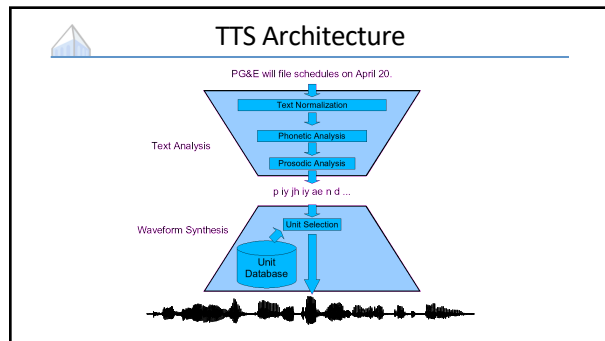 TTS Architecture
PG&E will file schedules on April 20.
Text Normalization
Phonetic Analysis
Text Analysis
Prosodic Analysis
p iy jh iy ae n d ...
Unit Selection
Waveform Synthesis
Unit
Database